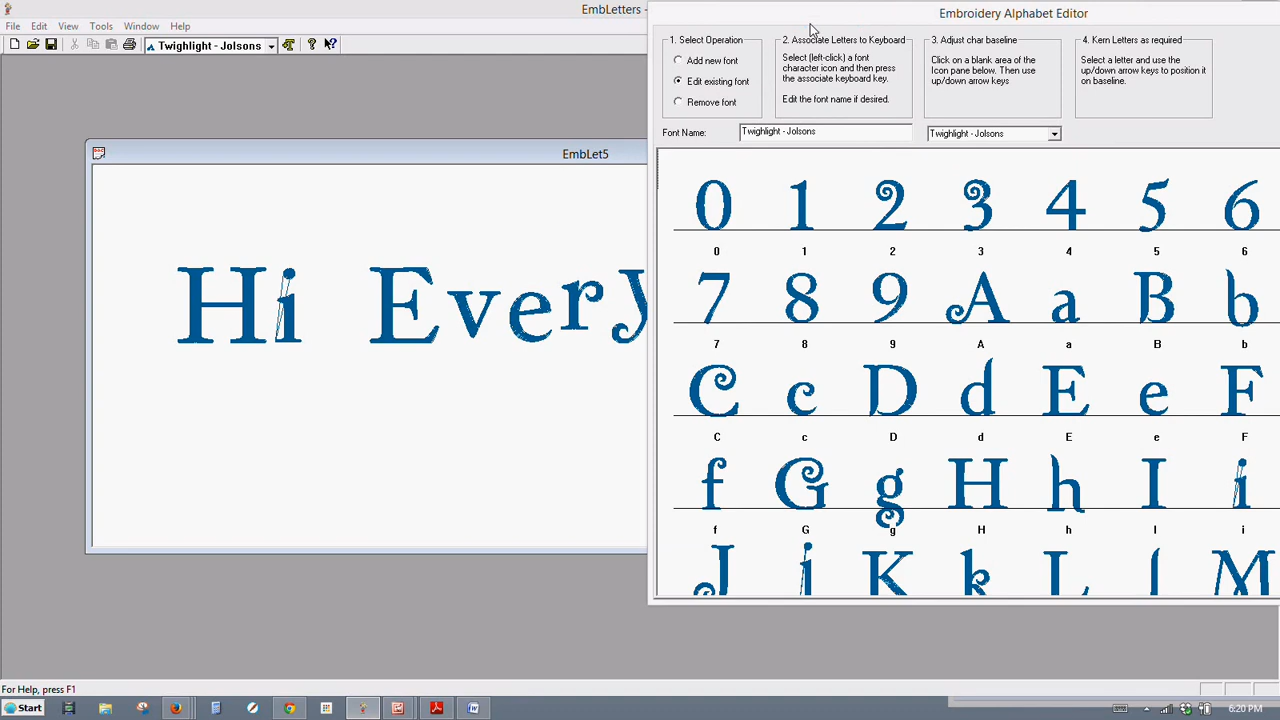 EmbLetters -
File Edit View Tools Window Help
Twighlight - Jolsons
EmbLet5
Hi Every
Embroidery Alphabet Editor
1. Select Operation
Add new font
Edit existing font
Remove font
2. Associate Letters to Keyboard
Select (left-click) a font
character icon and then press
the associate keyboard key.
Edit the font name if desired.
3. Adjust char baseline
Click on a blank area of the
Icon pane below. Then use
up/down arrow keys
4. Kern Letters as required
Select a letter and use the
up/down arrow keys to position it
on baseline.
Font Name: Twighlight - Jolsons Twighlight - Jolsons
0 1 2 3 4 5 6
0 1 2 3 4 5 6
7 8 9 A a B b
7 8 9 A a B b
C c D d E e F
C c D d E e F
f G g H h I i
f G g H h I i
J j K k L l M
For Help, press F1
Start
6:20 PM